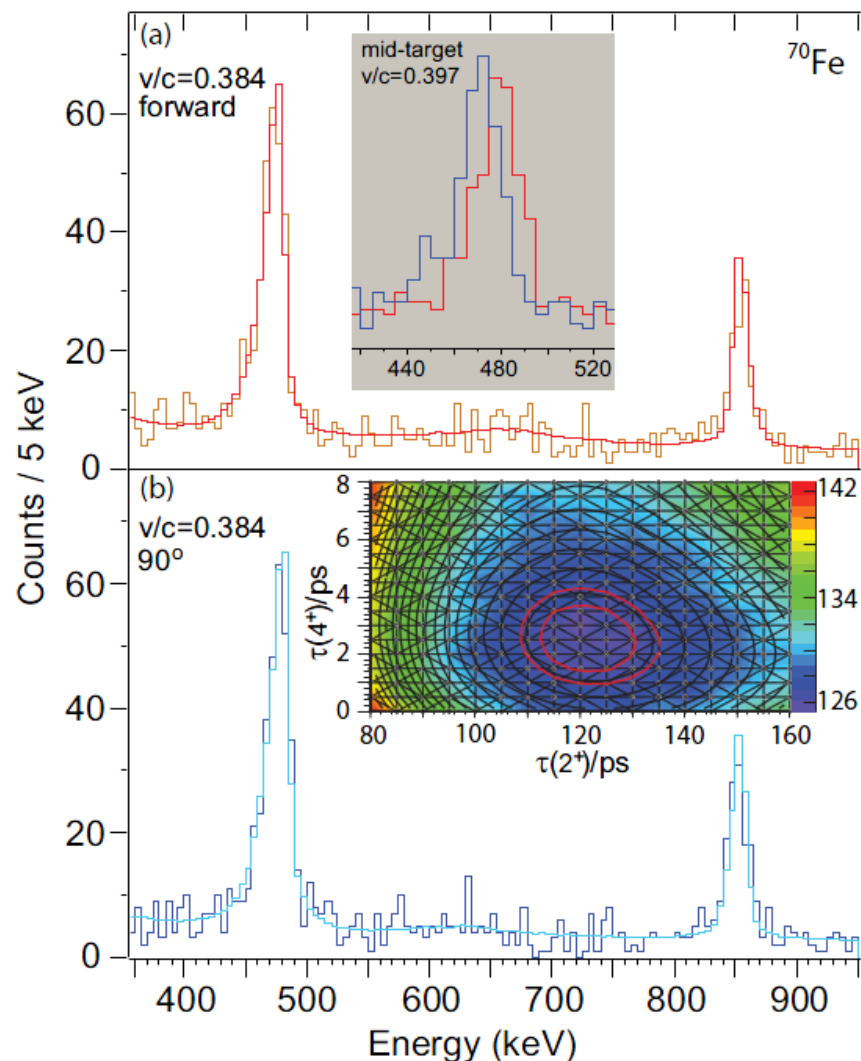 (a)
v/c=0.384
forward
mid-target
v/c=0.397
⁷⁰Fe
440 480 520
60
40
20
0
(b)
v/c=0.384
90º
8
6
4
2
0
τ(4⁺)/ps
80 100 120 140 160
τ(2⁺)/ps
142
134
126
60
40
20
0
Counts / 5 keV
400 500 600 700 800 900
Energy (keV)